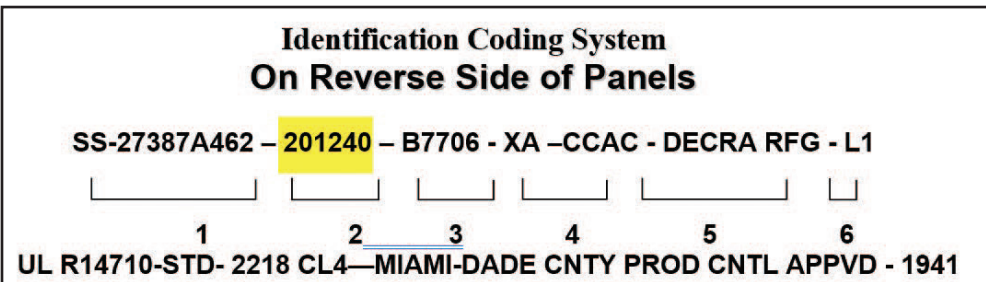 Identification Coding System
On Reverse Side of Panels
SS-27387A462 – 201240 – B7706 - XA –CCAC - DECRA RFG - L1
1 2 3 4 5 6
UL R14710-STD- 2218 CL4—MIAMI-DADE CNTY PROD CNTL APPVD - 1941